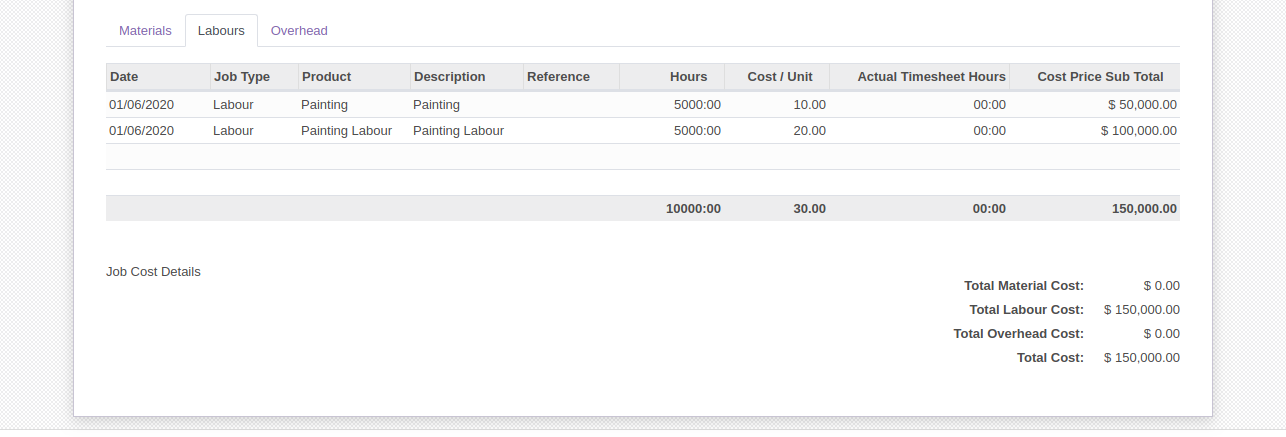 Materials Labours Overhead
Date Job Type Product Description Reference Hours Cost / Unit Actual Timesheet Hours Cost Price Sub Total
01/06/2020 Labour Painting Painting 5000:00 10.00 00:00 $ 50,000.00
01/06/2020 Labour Painting Labour Painting Labour 5000:00 20.00 00:00 $ 100,000.00
10000:00 30.00 00:00 150,000.00
Job Cost Details
Total Material Cost: $ 0.00
Total Labour Cost: $ 150,000.00
Total Overhead Cost: $ 0.00
Total Cost: $ 150,000.00